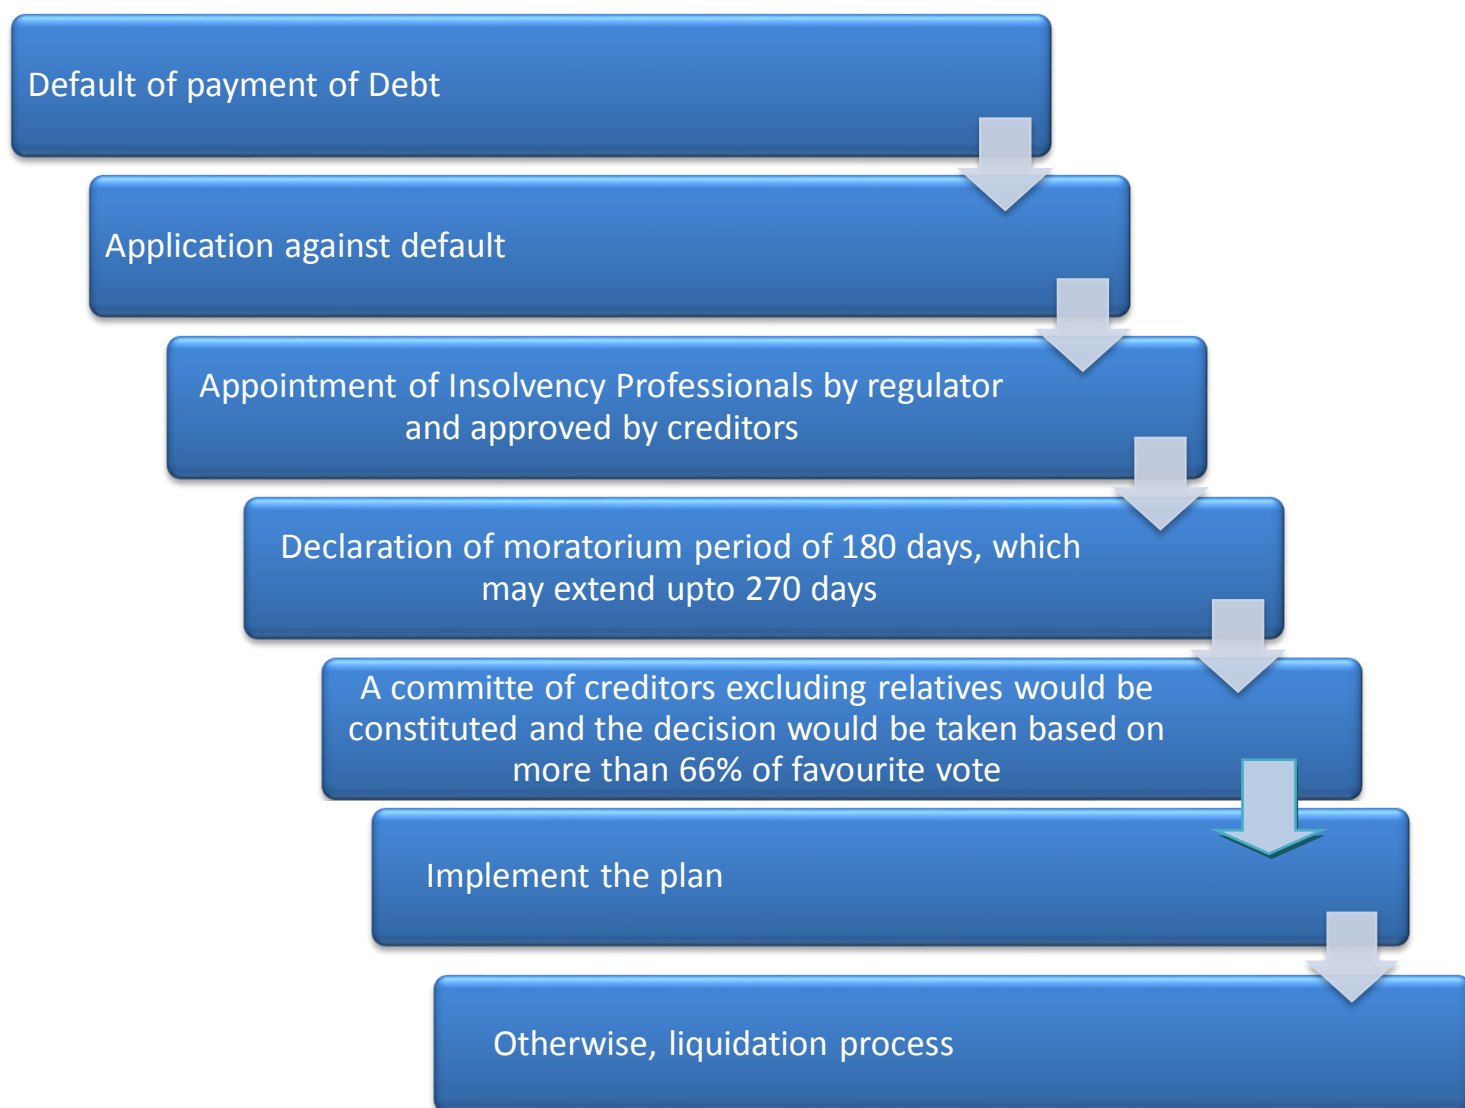 Default of payment of Debt
Application against default
Appointment of Insolvency Professionals by regulator
and approved by creditors
Declaration of moratorium period of 180 days, which
may extend upto 270 days
A committe of creditors excluding relatives would be
constituted and the decision would be taken based on
more than 66% of favourite vote
Implement the plan
Otherwise, liquidation process